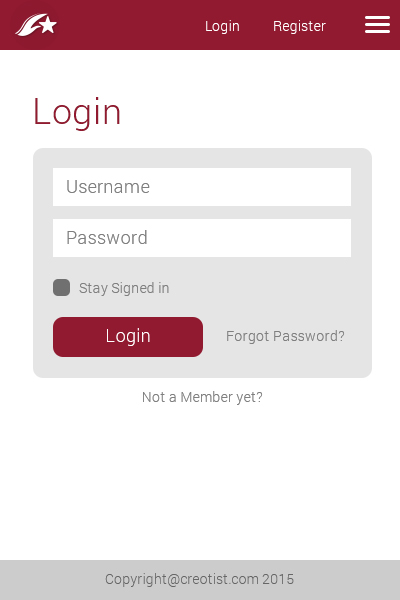 Login Register
Login
Username
Password
Stay Signed in
Login Forgot Password?
Not a Member yet?
Copyright@creotist.com 2015